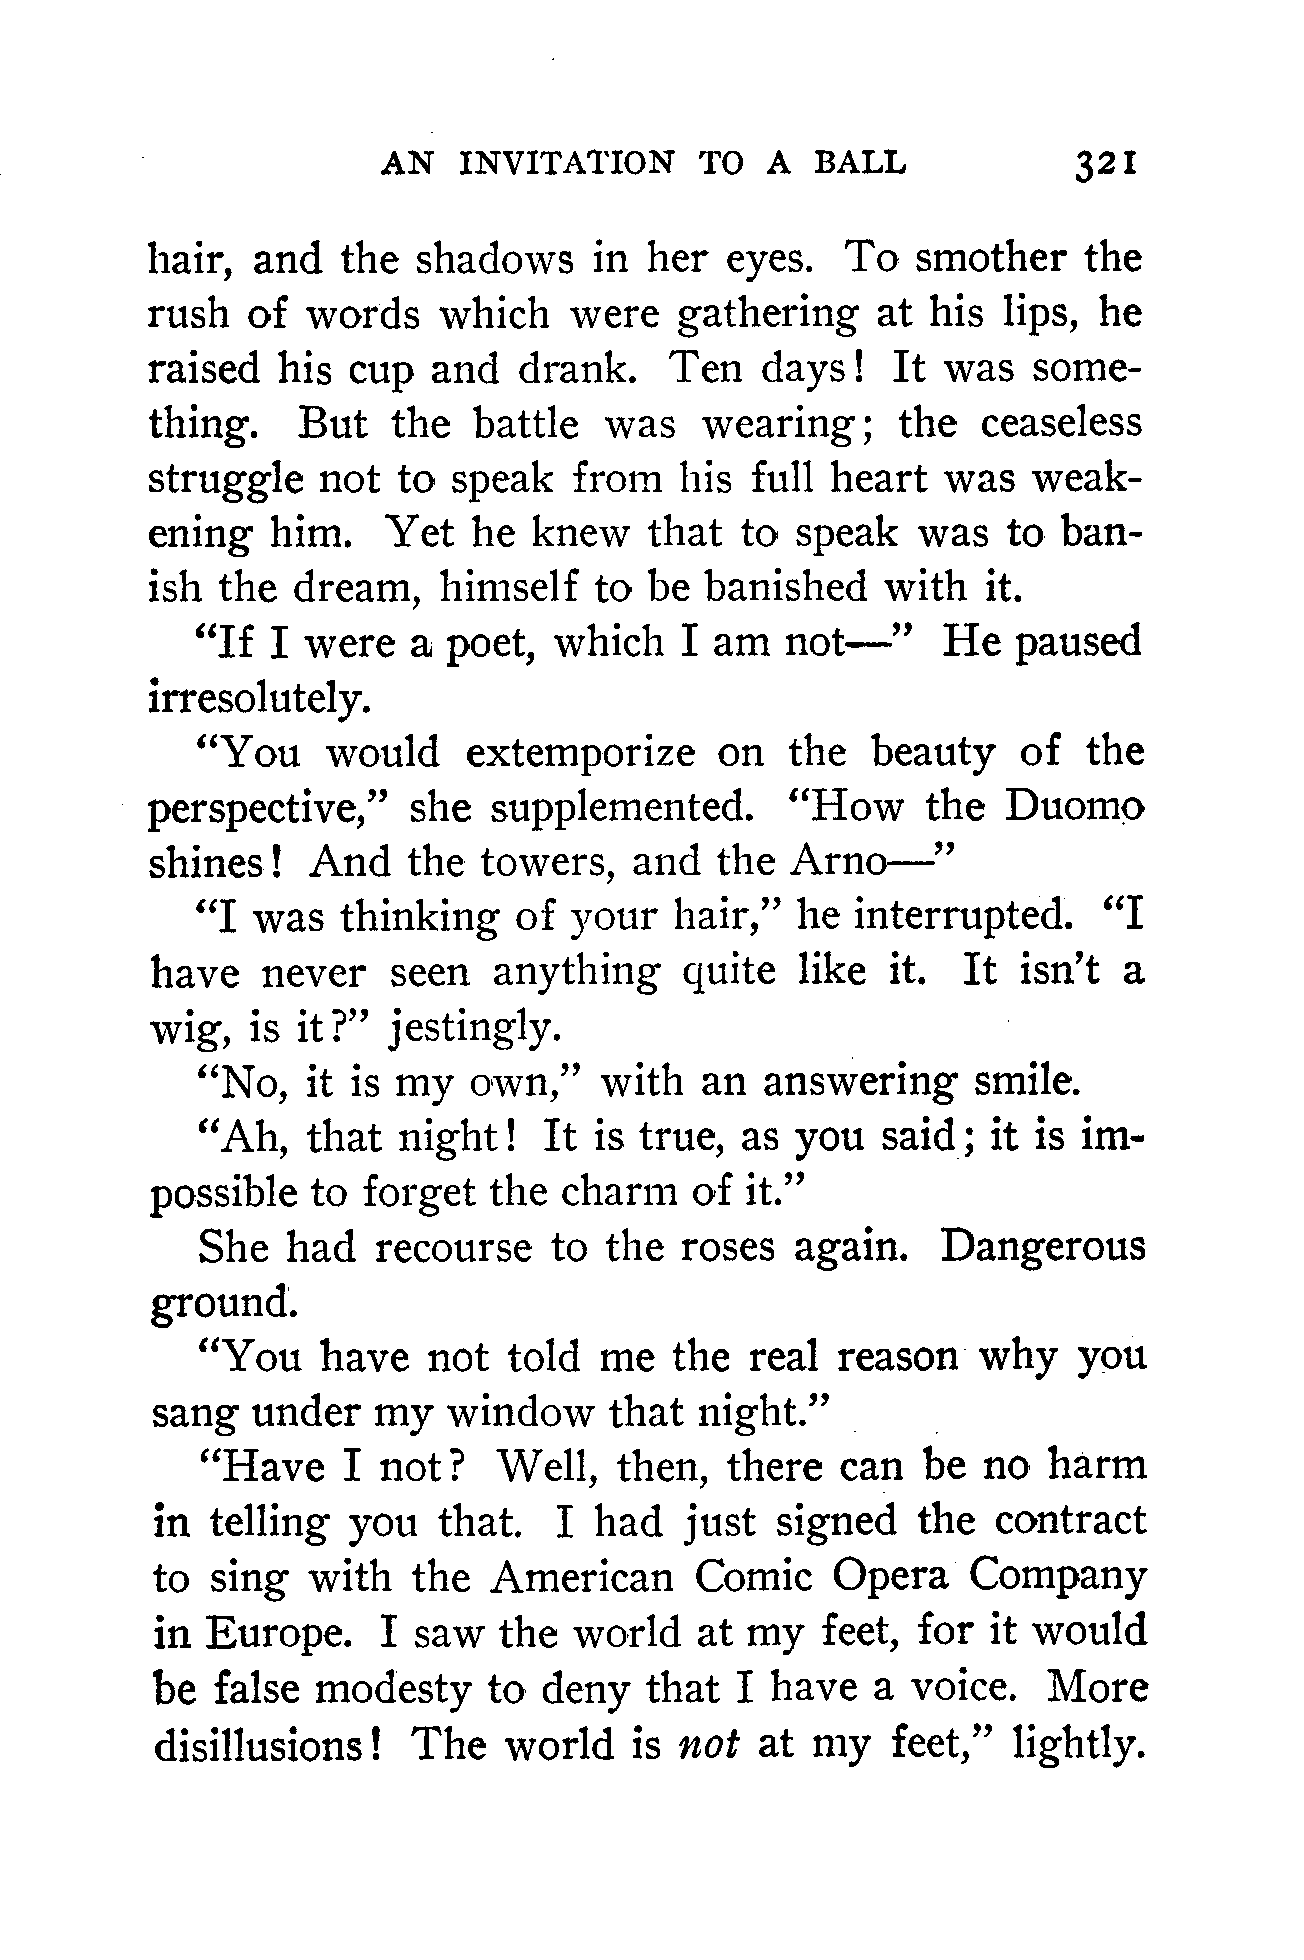 AN INVITATION TO A BALL 321
hair, and the shadows in her eyes. To smother the
rush of words which were gathering at his lips, he
raised his cup and drank. Ten days! It was some-
thing. But the battle was wearing; the ceaseless
struggle not to speak from his full heart was weak-
ening him. Yet he knew that to speak was to ban-
ish the dream, himself to be banished with it.
“If I were a poet, which I am not—” He paused
irresolutely.
“You would extemporize on the beauty of the
perspective,” she supplemented. “How the Duomo
shines! And the towers, and the Arno—”
“I was thinking of your hair,” he interrupted. “I
have never seen anything quite like it. It isn’t a
wig, is it?” jestingly.
“No, it is my own,” with an answering smile.
“Ah, that night! It is true, as you said; it is im-
possible to forget the charm of it.”
She had recourse to the roses again. Dangerous
ground.
“You have not told me the real reason why you
sang under my window that night.”
“Have I not? Well, then, there can be no harm
in telling you that. I had just signed the contract
to sing with the American Comic Opera Company
in Europe. I saw the world at my feet, for it would
be false modesty to deny that I have a voice. More
disillusions! The world is not at my feet,” lightly.